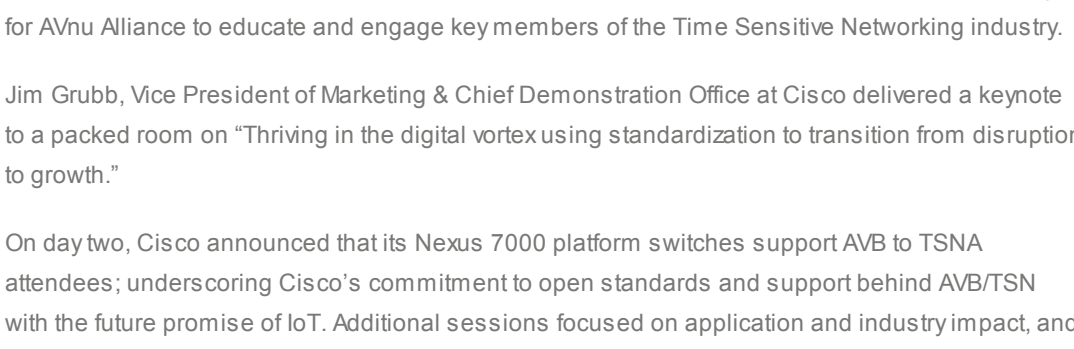 for AVnu Alliance to educate and engage key members of the Time Sensitive Networking industry.
Jim Grubb, Vice President of Marketing & Chief Demonstration Office at Cisco delivered a keynote
to a packed room on “Thriving in the digital vortex using standardization to transition from disruption
to growth.”
On day two, Cisco announced that its Nexus 7000 platform switches support AVB to TSNA
attendees; underscoring Cisco’s commitment to open standards and support behind AVB/TSN
with the future promise of IoT. Additional sessions focused on application and industry impact, and